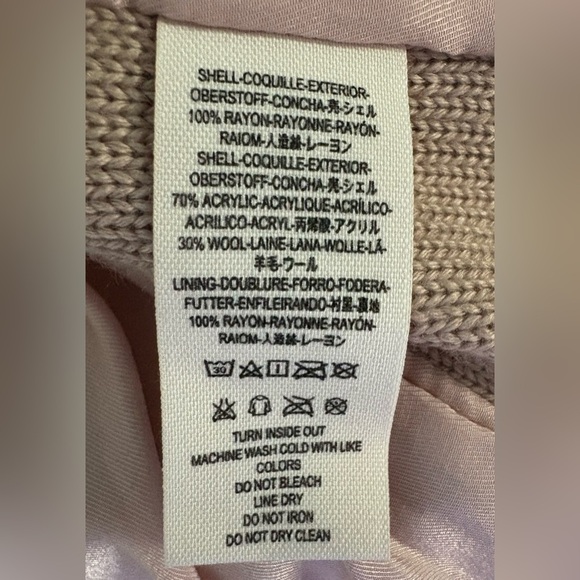 SHELL-COQUILLE-EXTERIOR-
OBERSTOFF-CONCHA-壳-シェル
100% RAYON-RAYONNE-RAYÓN-
RAIOM-人造絲-レーヨン
SHELL-COQUILLE-EXTERIOR-
OBERSTOFF-CONCHA-壳-シェル
70% ACRYLIC-ACRYLIQUE-ACRÍLICO-
ACRILICO-ACRYL-丙烯酸-アクリル
30% WOOL-LAINE-LANA-WOLLE-LÃ-
羊毛-ウール
LINING-DOUBLURE-FORRO-FODERA-
FUTTER-ENFILEIRANDO-衬里-裏地
100% RAYON-RAYONNE-RAYÓN-
RAIOM-人造絲-レーヨン
30
TURN INSIDE OUT
MACHINE WASH COLD WITH LIKE
COLORS
DO NOT BLEACH
LINE DRY
DO NOT IRON
DO NOT DRY CLEAN